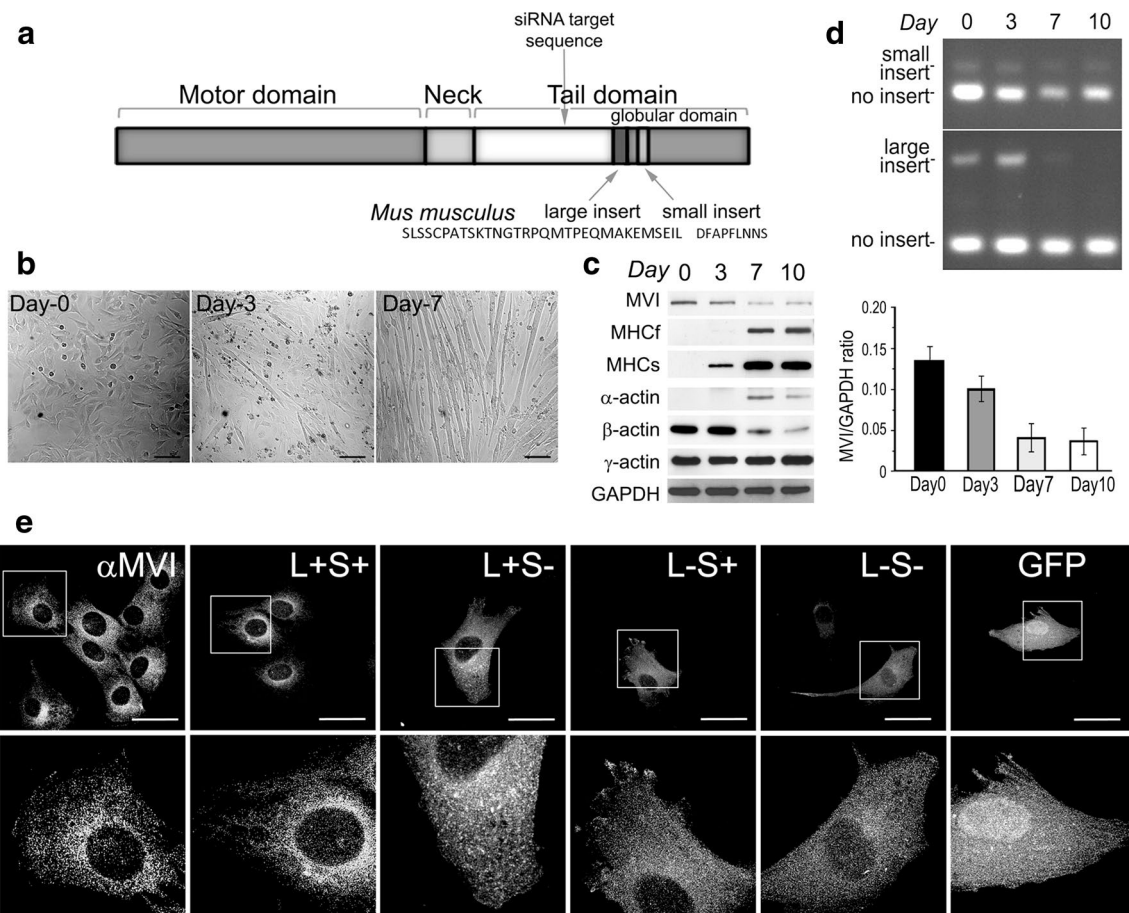 a
siRNA target
sequence
Motor domain
Neck
Tail domain
globular domain
Mus musculus
large insert
small insert
SLSSCPATSKTNGTRPQMTPEQMAKEMSEIL
DFAPFLNNS
b
Day-0
Day-3
Day-7
c
Day 0 3 7 10
MVI
MHCf
MHCs
α-actin
β-actin
γ-actin
GAPDH
MVI/GAPDH ratio
0.20
0.15
0.10
0.05
0
Day0
Day3
Day7
Day10
d
Day 0 3 7 10
small
insert-
no insert-
large
insert-
no insert-
e
αMVI
L+S+
L+S-
L-S+
L-S-
GFP